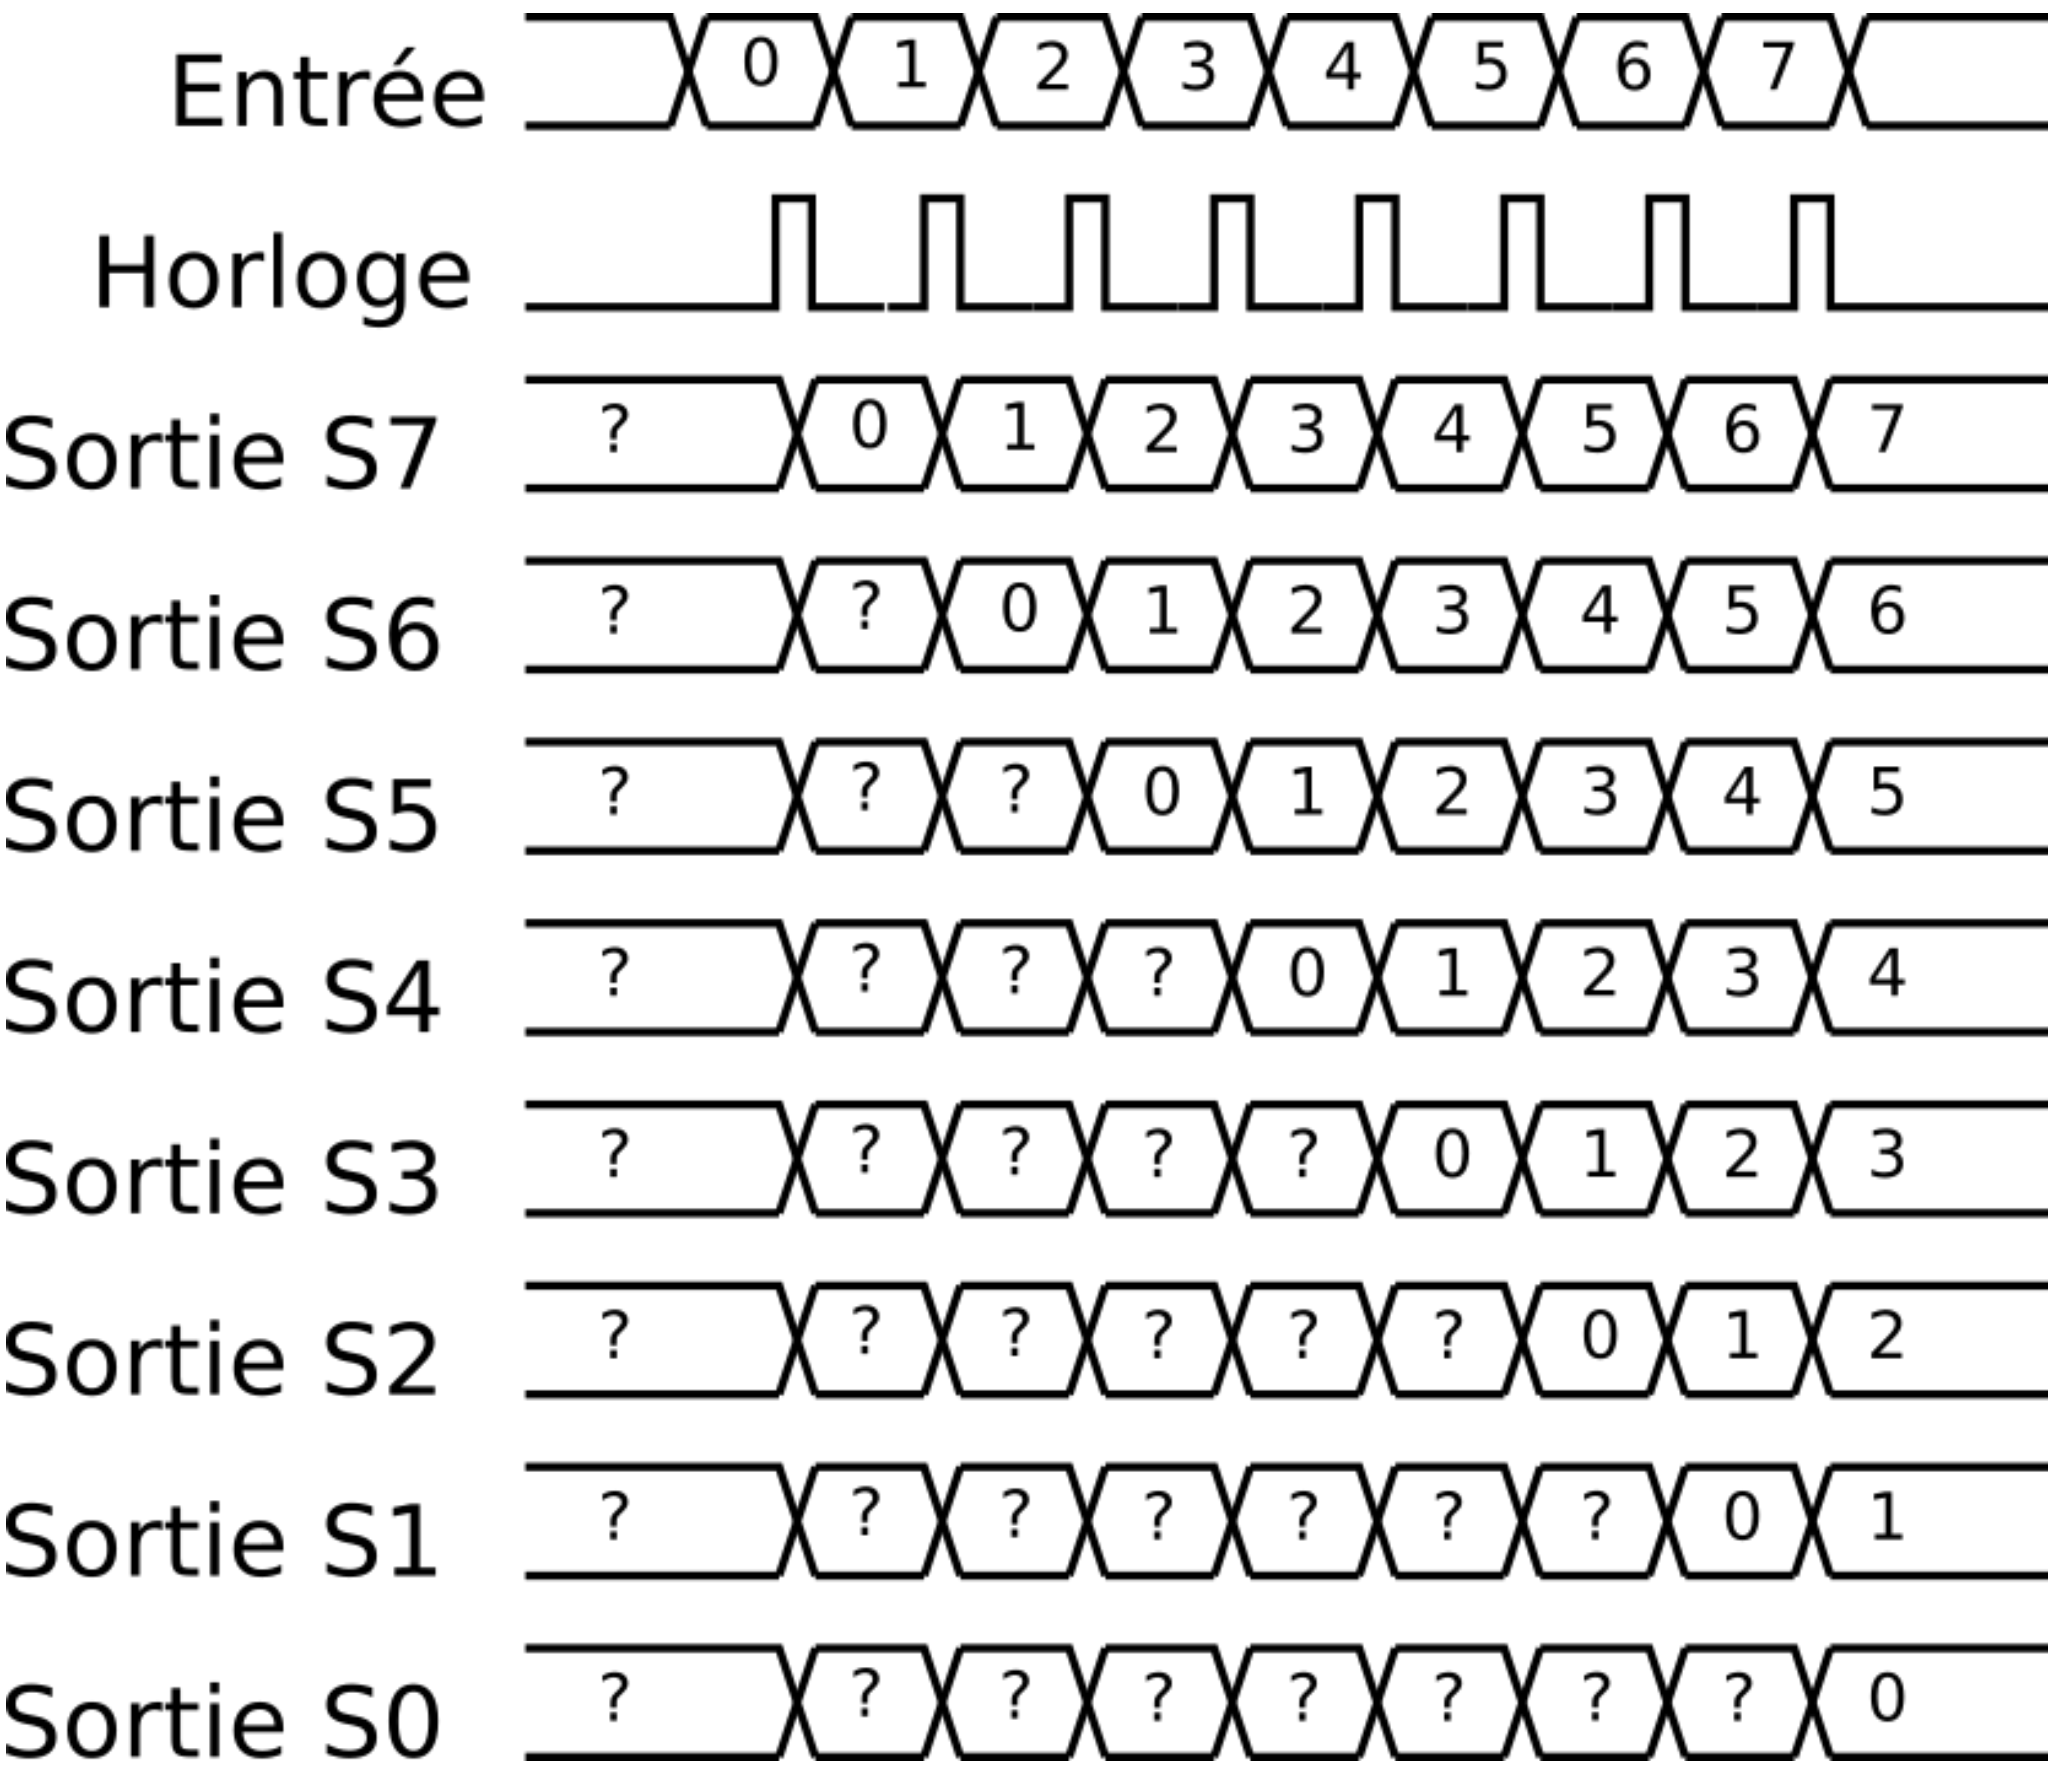 Entrée 0 1 2 3 4 5 6 7
Horloge
Sortie S7 ? 0 1 2 3 4 5 6 7
Sortie S6 ? ? 0 1 2 3 4 5 6
Sortie S5 ? ? ? 0 1 2 3 4 5
Sortie S4 ? ? ? ? 0 1 2 3 4
Sortie S3 ? ? ? ? ? 0 1 2 3
Sortie S2 ? ? ? ? ? ? 0 1 2
Sortie S1 ? ? ? ? ? ? ? 0 1
Sortie S0 ? ? ? ? ? ? ? ? 0